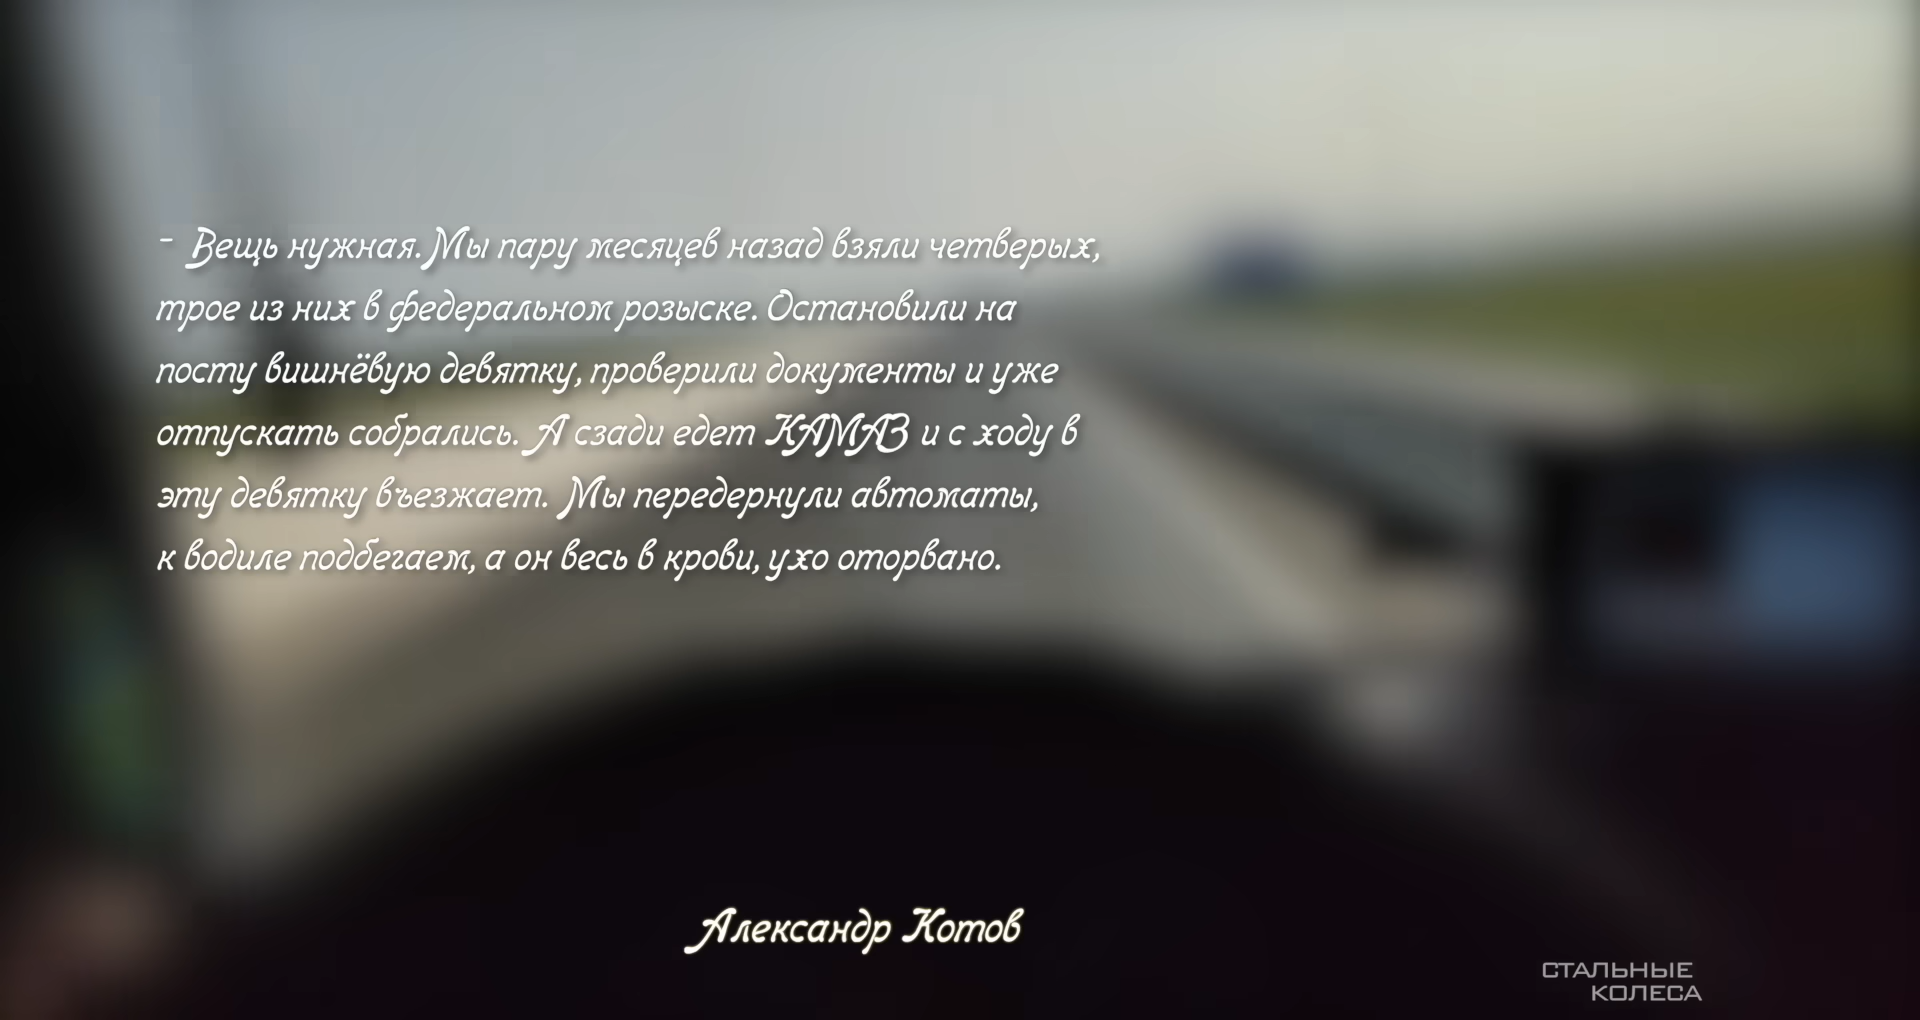 - Вещь нужная. Мы пару месяцев назад взяли четверых,
трое из них в федеральном розыске. Остановили на
посту вишнёвую девятку, проверили документы и уже
отпускать собрались. А сзади едет КАМАЗ и с ходу в
эту девятку въезжает. Мы передернули автоматы,
к водиле подбегаем, а он весь в крови, ухо оторвано.
Александр Котов
СТАЛЬНЫЕ
КОЛЕСА